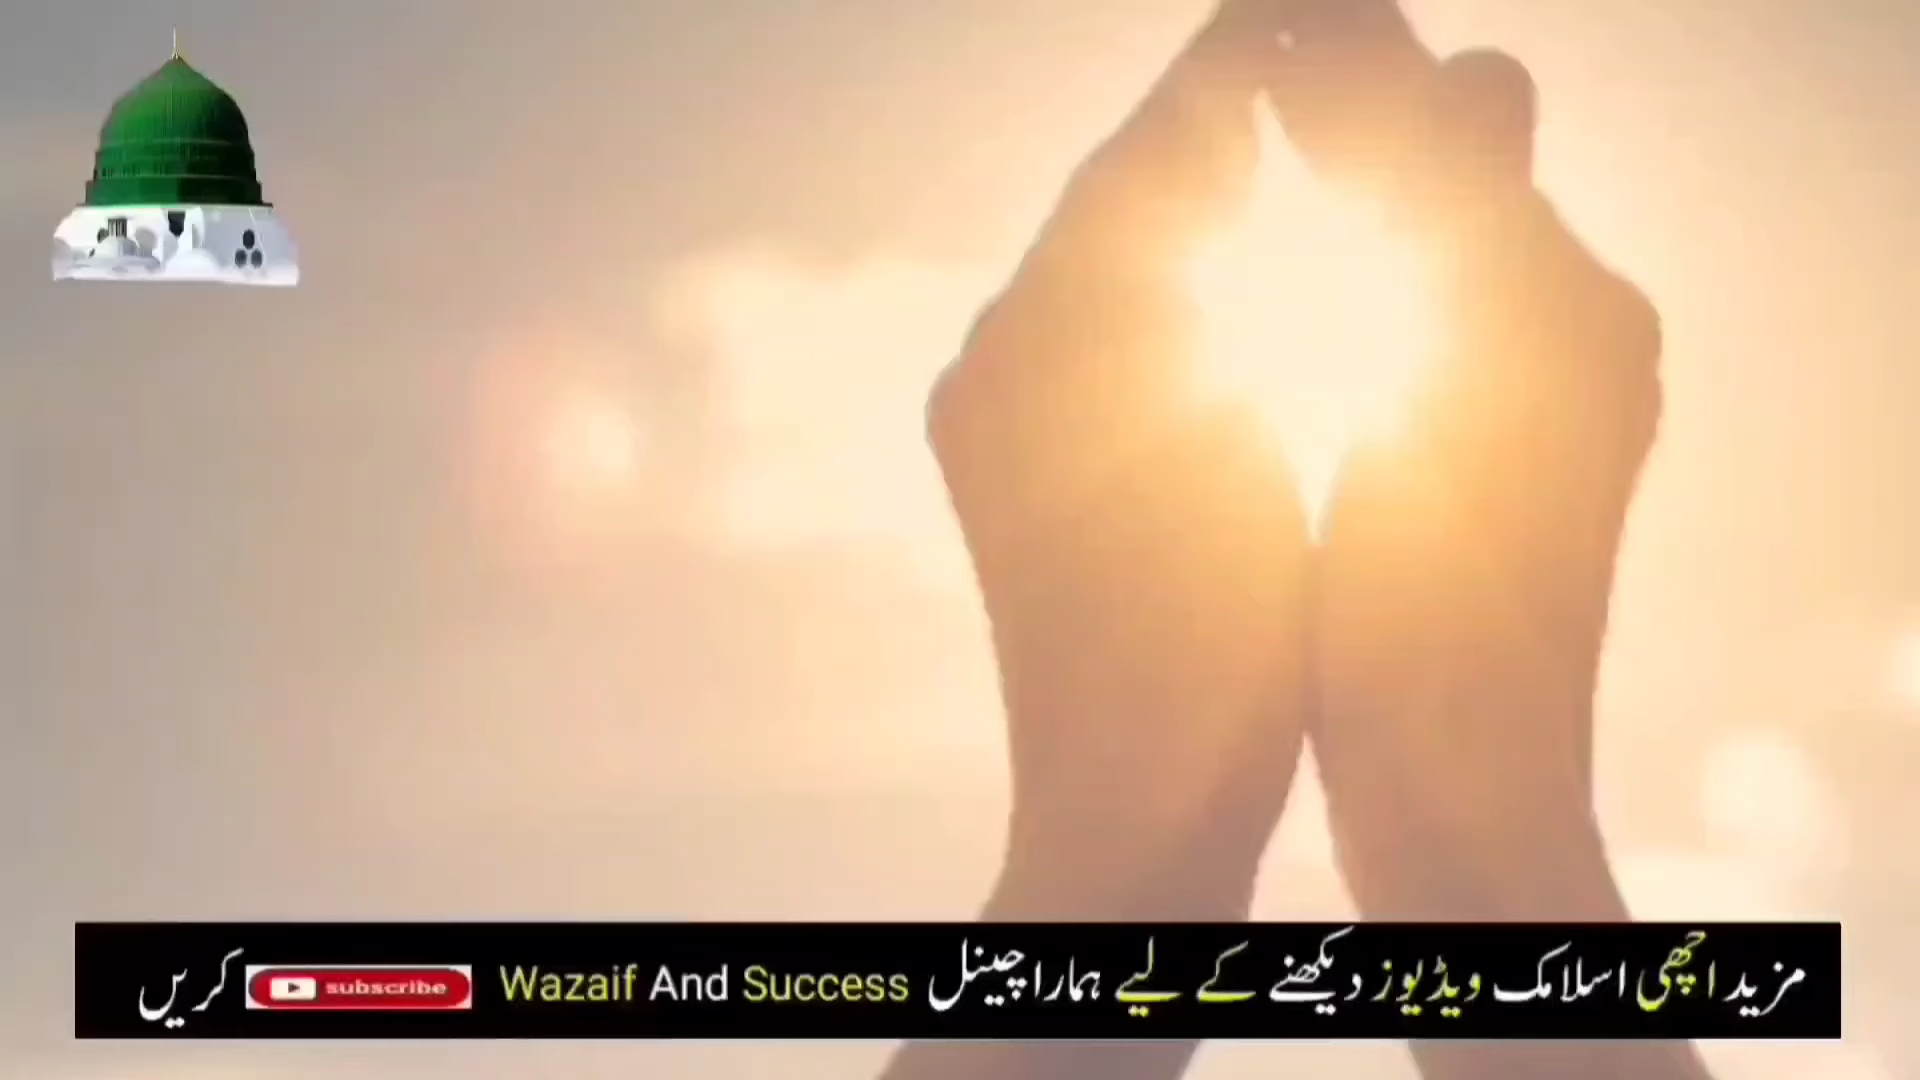 مزید اچھی اسلامک ویڈیوز دیکھنے کے لیے ہمارا چینل Wazaif And Success subscribe کریں